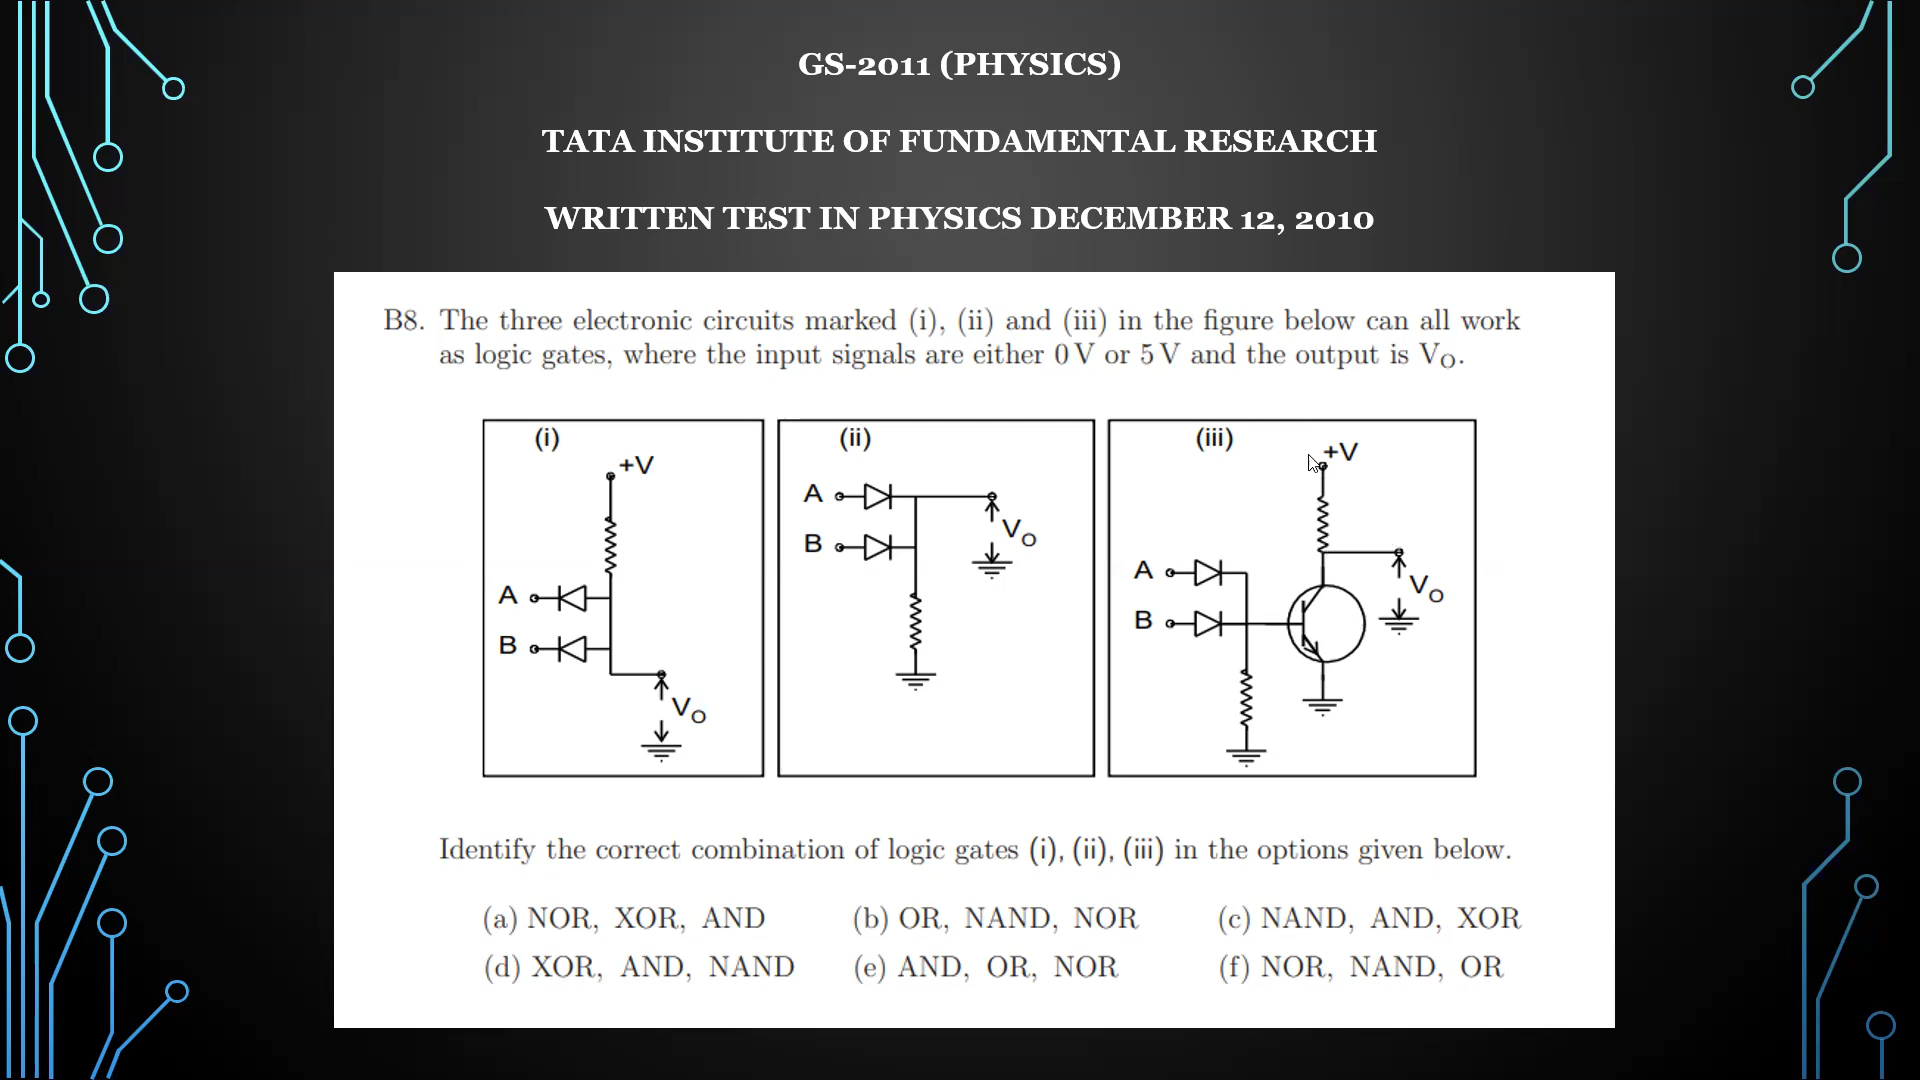 GS-2011 (PHYSICS)
TATA INSTITUTE OF FUNDAMENTAL RESEARCH
WRITTEN TEST IN PHYSICS DECEMBER 12, 2010
B8. The three electronic circuits marked (i), (ii) and (iii) in the figure below can all work
as logic gates, where the input signals are either 0 V or 5 V and the output is V_O.
(i)
+V
A
B
V_O
(ii)
A
B
V_O
(iii)
+V
A
B
V_O
Identify the correct combination of logic gates (i), (ii), (iii) in the options given below.
(a) NOR, XOR, AND (b) OR, NAND, NOR (c) NAND, AND, XOR
(d) XOR, AND, NAND (e) AND, OR, NOR (f) NOR, NAND, OR